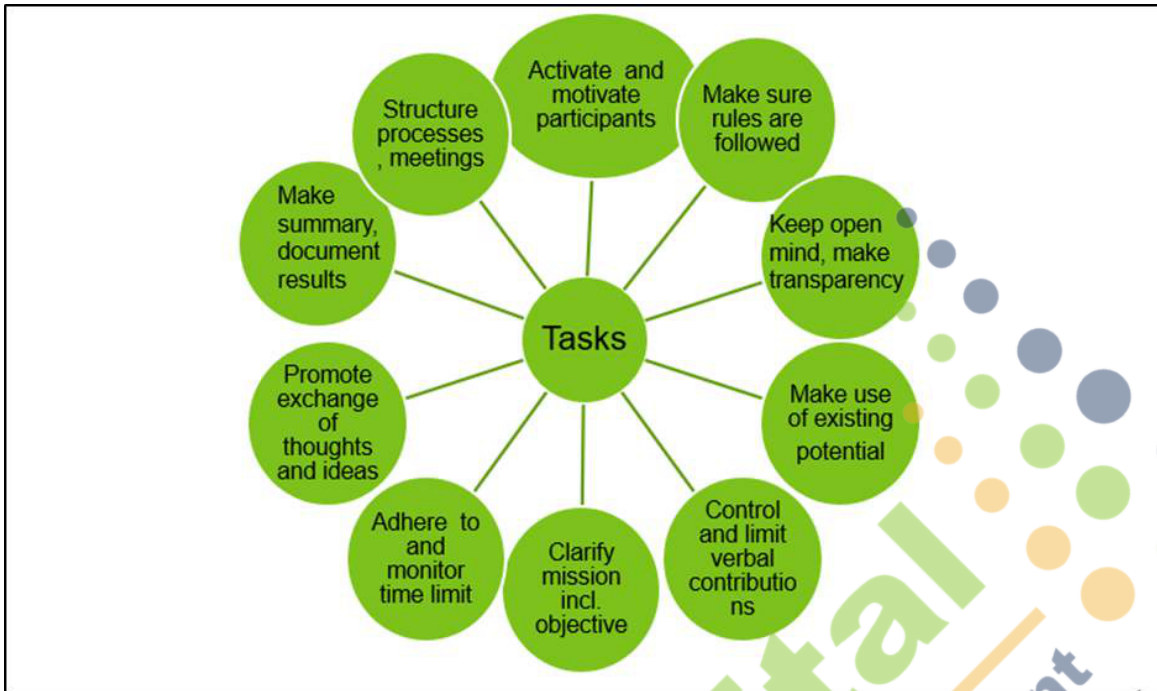 Activate and
motivate
participants
Make sure
rules are
followed
Keep open
mind, make
transparency
Make use
of existing
potential
Control
and limit
verbal
contributio
ns
Clarify
mission
incl.
objective
Adhere to
and
monitor
time limit
Promote
exchange
of
thoughts
and ideas
Make
summary,
document
results
Structure
processes
, meetings
Tasks